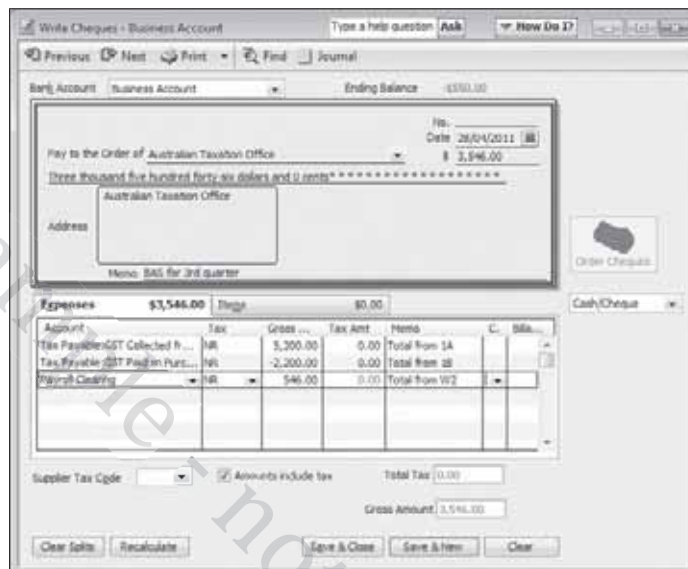 Write Cheques - Business Account
Type a help question Ask
How Do I?
Previous Next Print Find Journal
Bank Account Business Account
Ending Balance
No.
Date 28/04/2011
Pay to the Order of Australian Taxation Office
$ 3,546.00
Three thousand five hundred forty-six dollars and 0 cents* * * * * * * * * * * * * * * * * * *
Australian Taxation Office
Address
Order Cheques
Memo BAS for 3rd quarter
Expenses $3,546.00 Items $0.00
Cash/Cheque
Account Tax Gross ... Tax Amt Memo C. Billa...
Tax Payable:GST Collected fr... NR 5,200.00 0.00 Total from 1A
Tax Payable:GST Paid on Purc... NR -2,200.00 0.00 Total from 1B
Payroll Clearing NR 546.00 0.00 Total from W2
Supplier Tax Code
Amounts include tax
Total Tax 0.00
Gross Amount 3,546.00
Clear Splits Recalculate Save & Close Save & New Clear